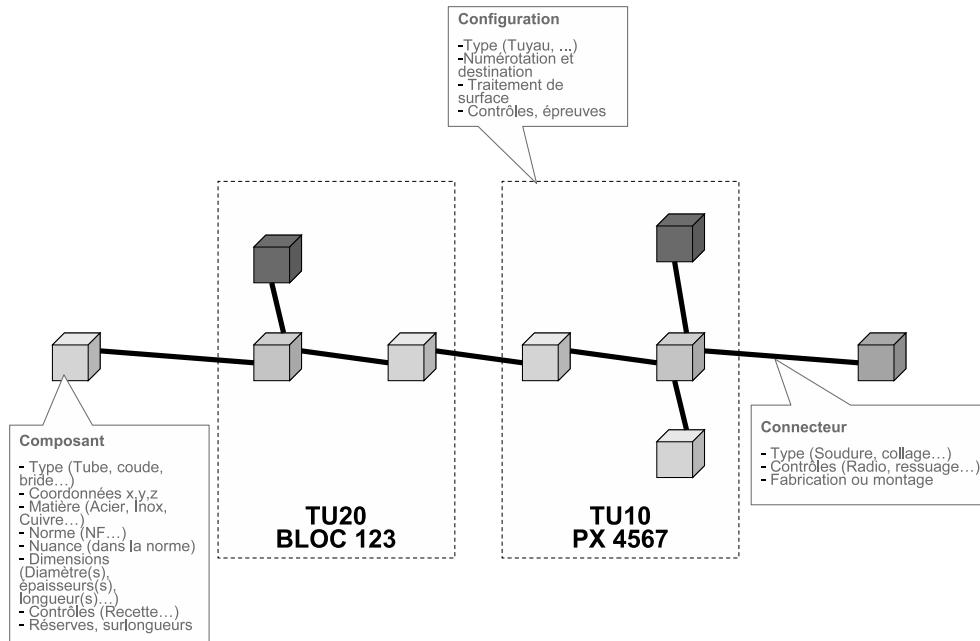 Configuration
-Type (Tuyau, ...)
-Numérotation et
destination
- Traitement de
surface
- Contrôles, épreuves
Composant
- Type (Tube, coude,
bride…)
- Coordonnées x,y,z
- Matière (Acier, Inox,
Cuivre…)
- Norme (NF…)
- Nuance (dans la norme)
- Dimensions
(Diamètre(s),
épaisseurs(s),
longueur(s)…)
- Contrôles (Recette…)
- Réserves, surlongueurs
TU20
BLOC 123
TU10
PX 4567
Connecteur
- Type (Soudure, collage…)
- Contrôles (Radio, ressuage…)
- Fabrication ou montage